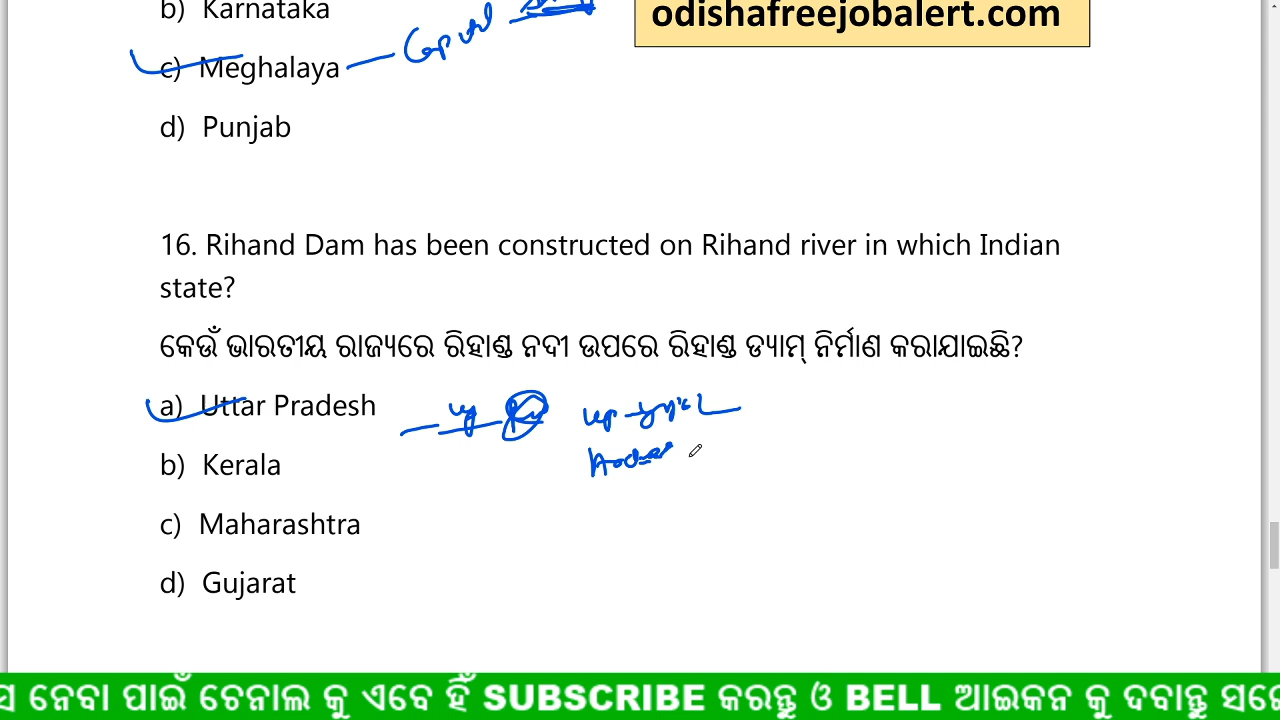 b) Karnataka
odishafreejobalert.com
c) Meghalaya
d) Punjab
16. Rihand Dam has been constructed on Rihand river in which Indian
state?
କେଉଁ ଭାରତୀୟ ରାଜ୍ୟରେ ରିହାଣ୍ଡ ନଦୀ ଉପରେ ରିହାଣ୍ଡ ଡ୍ୟାମ୍ ନିର୍ମାଣ କରାଯାଇଛି?
a) Uttar Pradesh
up
b) Kerala
c) Maharashtra
d) Gujarat
ନେବା ପାଇଁ ଚେନାଲ କୁ ଏବେ ହିଁ SUBSCRIBE କରନ୍ତୁ ଓ BELL ଆଇକନ କୁ ଦବାନ୍ତୁ